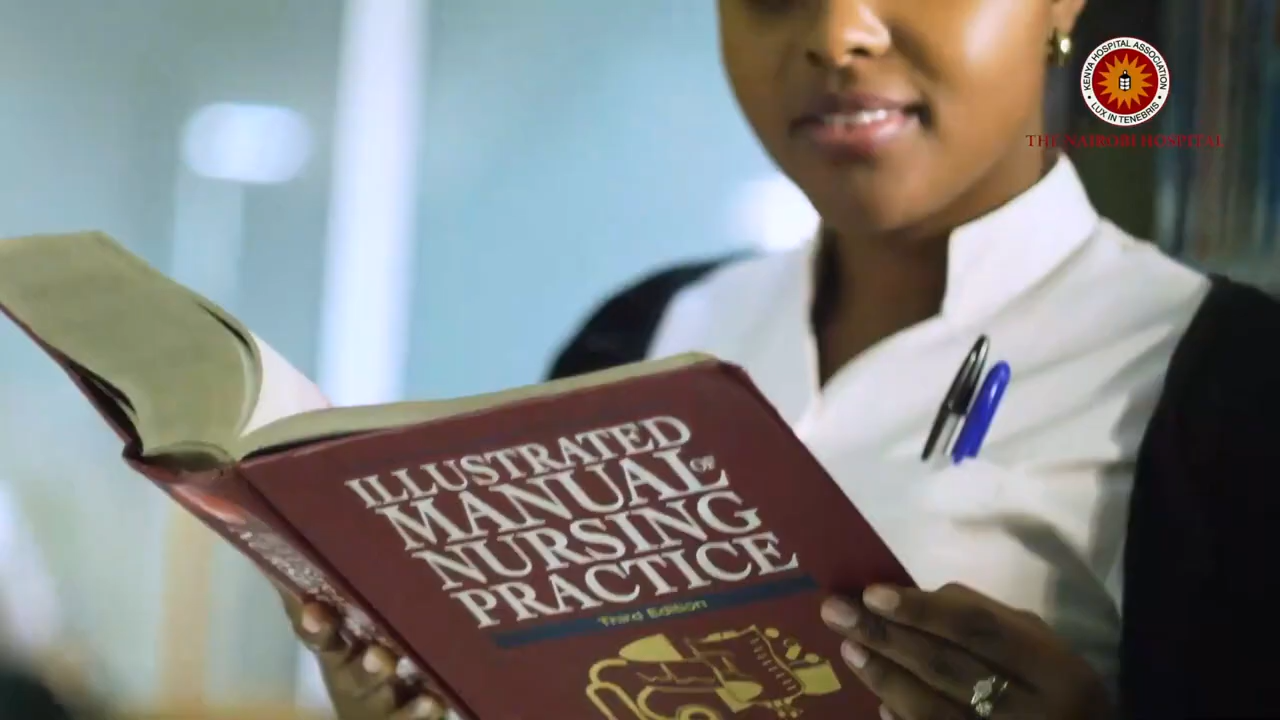 KENYA HOSPITAL ASSOCIATION
• LUX IN TENEBRIS •
THE NAIROBI HOSPITAL
ILLUSTRATED
MANUAL OF
NURSING
PRACTICE
Third Edition